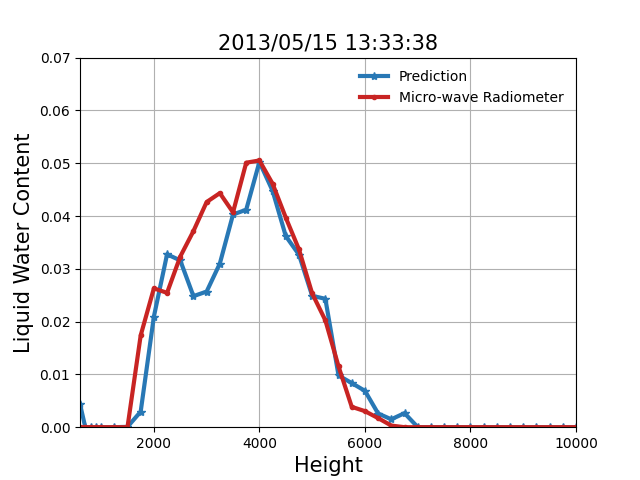 2013/05/15 13:33:38
Prediction
Micro-wave Radiometer
Liquid Water Content
0.07
0.06
0.05
0.04
0.03
0.02
0.01
0.00
2000 4000 6000 8000 10000
Height